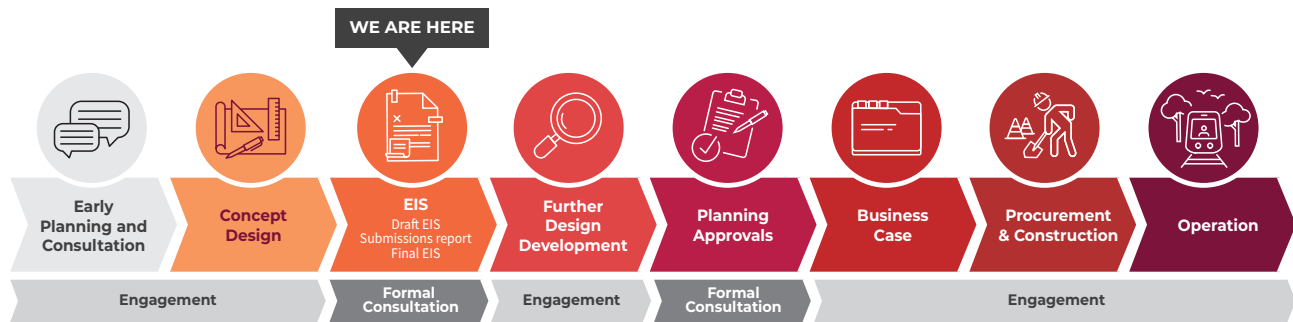 WE ARE HERE
Early
Planning and
Consultation
Concept
Design
EIS
Draft EIS
Submissions report
Final EIS
Further
Design
Development
Planning
Approvals
Business
Case
Procurement
& Construction
Operation
Engagement
Formal
Consultation
Engagement
Formal
Consultation
Engagement